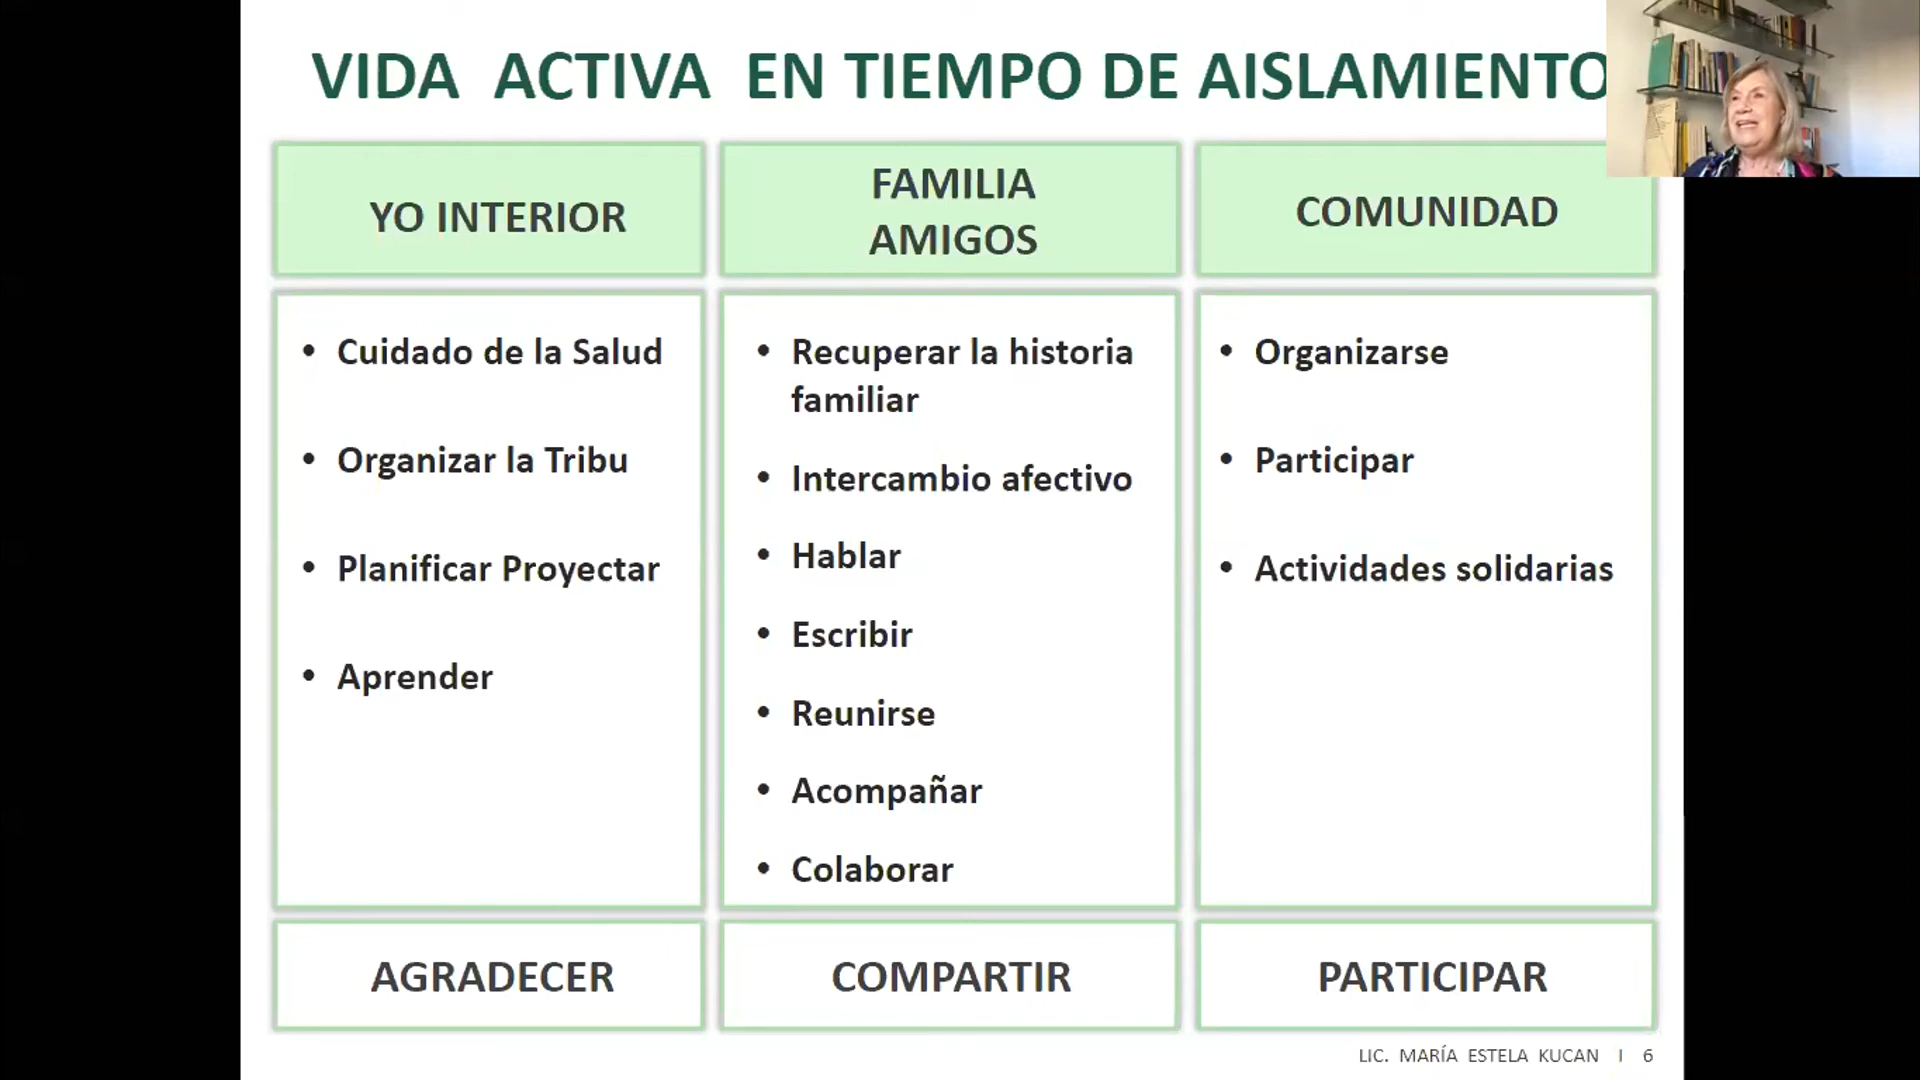 VIDA ACTIVA EN TIEMPO DE AISLAMIENTO
YO INTERIOR
• Cuidado de la Salud
• Organizar la Tribu
• Planificar Proyectar
• Aprender
AGRADECER
FAMILIA
AMIGOS
• Recuperar la historia
familiar
• Intercambio afectivo
• Hablar
• Escribir
• Reunirse
• Acompañar
• Colaborar
COMPARTIR
COMUNIDAD
• Organizarse
• Participar
• Actividades solidarias
PARTICIPAR
LIC. MARÍA ESTELA KUCAN I 6